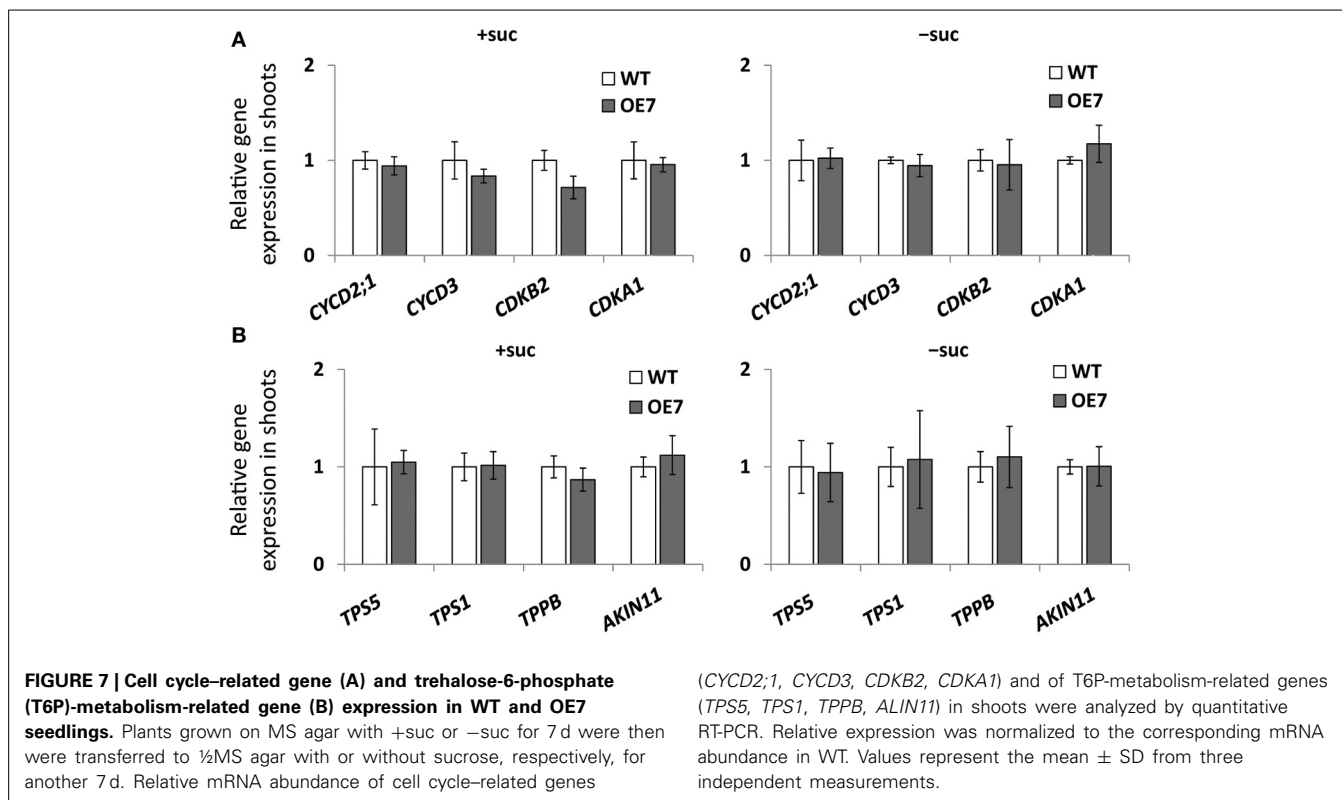 A
+suc
−suc
Relative gene
expression in shoots
2
1
0
WT
OE7
CYCD2;1
CYCD3
CDKB2
CDKA1
2
1
0
WT
OE7
CYCD2;1
CYCD3
CDKB2
CDKA1
B
+suc
−suc
Relative gene
expression in shoots
2
1
0
WT
OE7
TPS5
TPS1
TPPB
AKIN11
2
1
0
WT
OE7
TPS5
TPS1
TPPB
AKIN11
FIGURE 7 | Cell cycle–related gene (A) and trehalose-6-phosphate
(T6P)-metabolism-related gene (B) expression in WT and OE7
seedlings. Plants grown on MS agar with +suc or −suc for 7 d were then
were transferred to ½MS agar with or without sucrose, respectively, for
another 7 d. Relative mRNA abundance of cell cycle–related genes
(CYCD2;1, CYCD3, CDKB2, CDKA1) and of T6P-metabolism-related genes
(TPS5, TPS1, TPPB, ALIN11) in shoots were analyzed by quantitative
RT-PCR. Relative expression was normalized to the corresponding mRNA
abundance in WT. Values represent the mean ± SD from three
independent measurements.